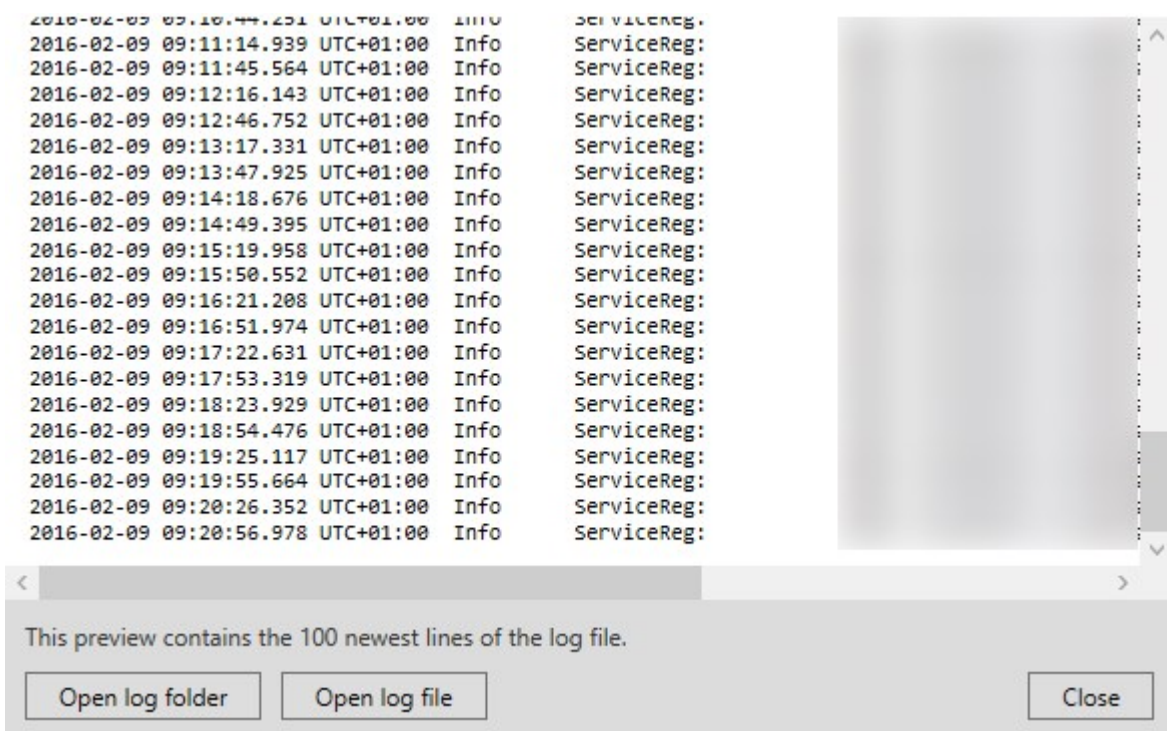 2016-02-09 09:10:44.251 UTC+01:00 Info ServiceReg:
2016-02-09 09:11:14.939 UTC+01:00 Info ServiceReg:
2016-02-09 09:11:45.564 UTC+01:00 Info ServiceReg:
2016-02-09 09:12:16.143 UTC+01:00 Info ServiceReg:
2016-02-09 09:12:46.752 UTC+01:00 Info ServiceReg:
2016-02-09 09:13:17.331 UTC+01:00 Info ServiceReg:
2016-02-09 09:13:47.925 UTC+01:00 Info ServiceReg:
2016-02-09 09:14:18.676 UTC+01:00 Info ServiceReg:
2016-02-09 09:14:49.395 UTC+01:00 Info ServiceReg:
2016-02-09 09:15:19.958 UTC+01:00 Info ServiceReg:
2016-02-09 09:15:50.552 UTC+01:00 Info ServiceReg:
2016-02-09 09:16:21.208 UTC+01:00 Info ServiceReg:
2016-02-09 09:16:51.974 UTC+01:00 Info ServiceReg:
2016-02-09 09:17:22.631 UTC+01:00 Info ServiceReg:
2016-02-09 09:17:53.319 UTC+01:00 Info ServiceReg:
2016-02-09 09:18:23.929 UTC+01:00 Info ServiceReg:
2016-02-09 09:18:54.476 UTC+01:00 Info ServiceReg:
2016-02-09 09:19:25.117 UTC+01:00 Info ServiceReg:
2016-02-09 09:19:55.664 UTC+01:00 Info ServiceReg:
2016-02-09 09:20:26.352 UTC+01:00 Info ServiceReg:
2016-02-09 09:20:56.978 UTC+01:00 Info ServiceReg:
This preview contains the 100 newest lines of the log file.
Open log folder
Open log file
Close